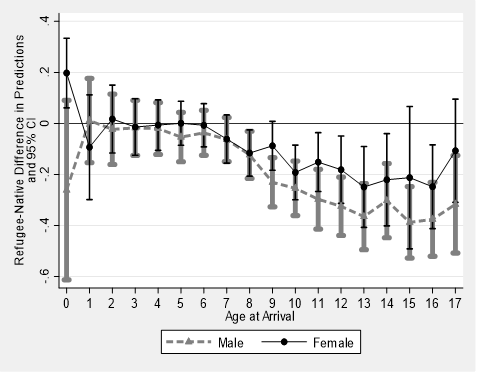 Refugee-Native Difference in Predictions
and 95% CI
.4
.2
0
-.2
-.4
-.6
0 1 2 3 4 5 6 7 8 9 10 11 12 13 14 15 16 17
Age at Arrival
Male Female